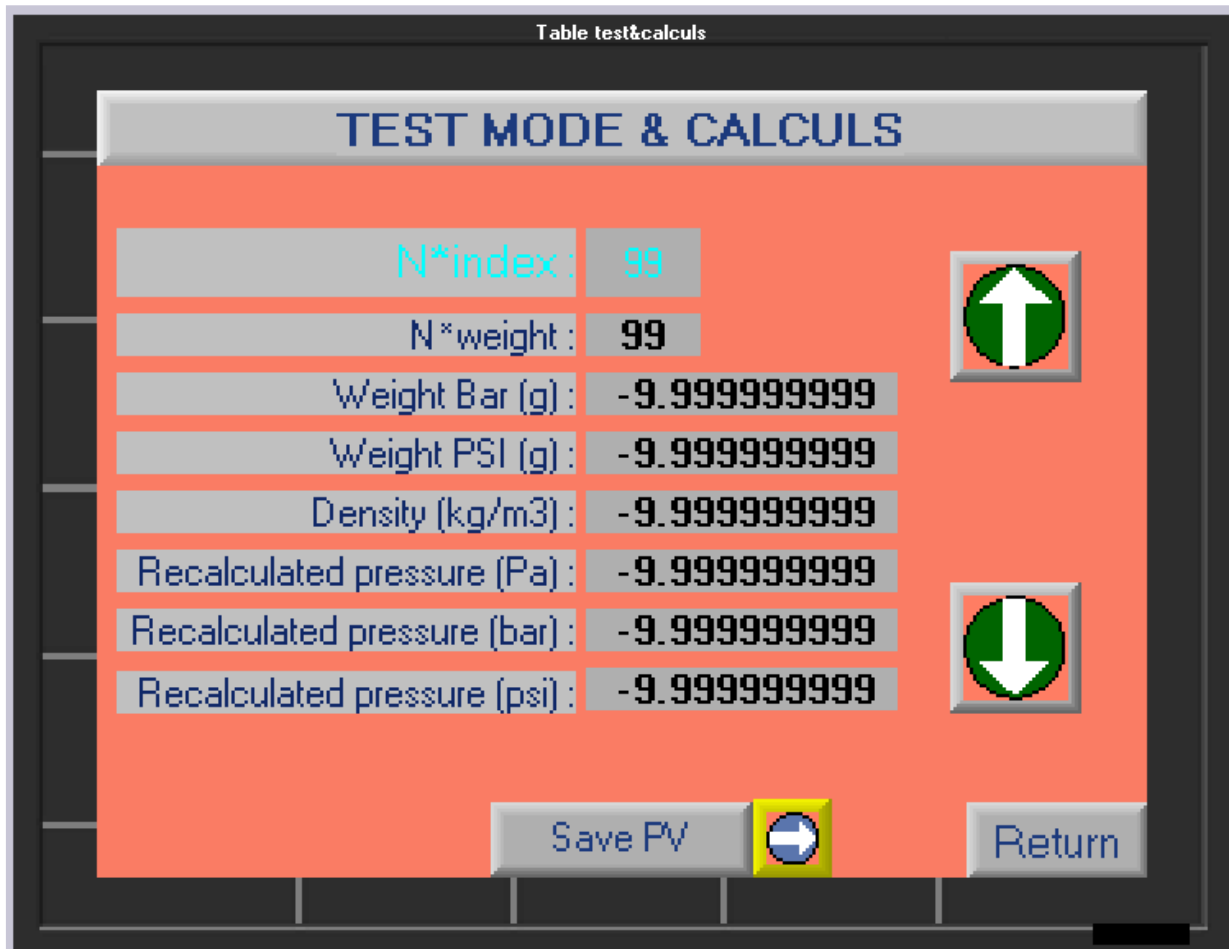 Table test&calculs
TEST MODE & CALCULS
N*index : 99
N*weight : 99
Weight Bar (g) : -9.999999999
Weight PSI (g) : -9.999999999
Density (kg/m3) : -9.999999999
Recalculated pressure (Pa) : -9.999999999
Recalculated pressure (bar) : -9.999999999
Recalculated pressure (psi) : -9.999999999
Save PV
Return